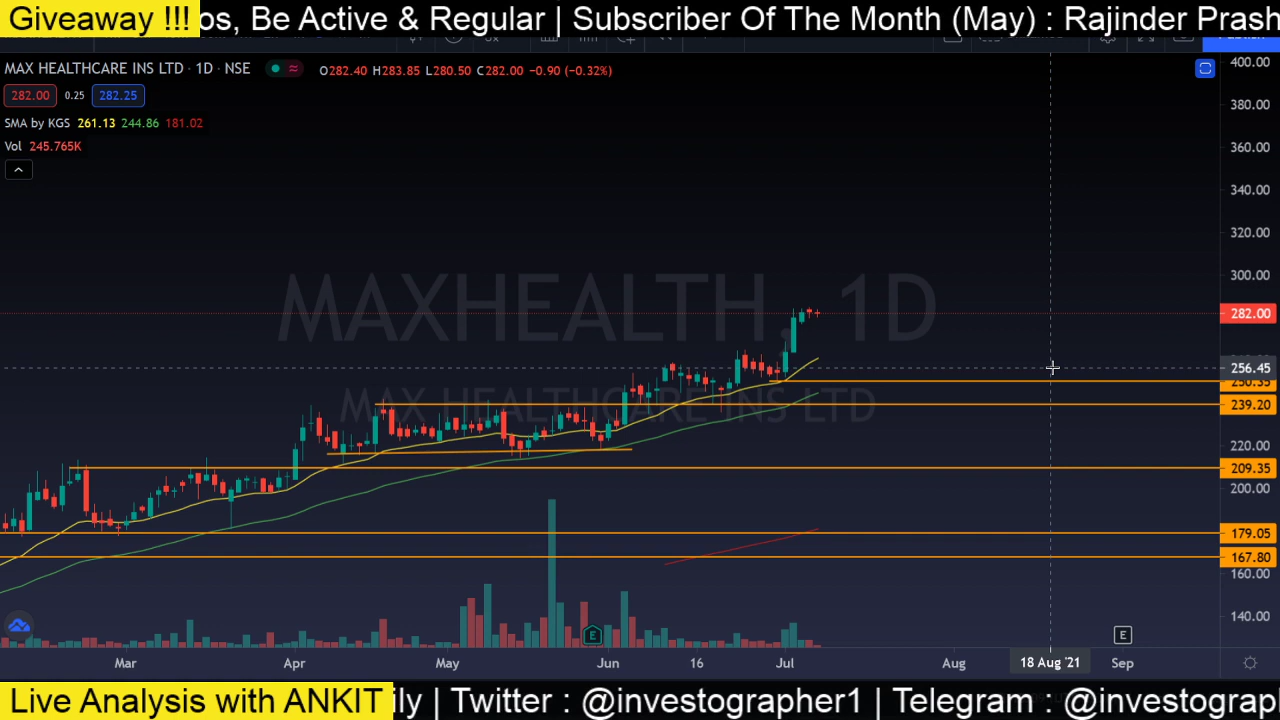 Giveaway !!! os, Be Active & Regular | Subscriber Of The Month (May) : Rajinder Prash
MAX HEALTHCARE INS LTD · 1D · NSE O282.40 H283.85 L280.50 C282.00 -0.90 (-0.32%)
282.00 0.25 282.25
SMA by KGS 261.13 244.86 181.02
Vol 245.765K
400.00
380.00
360.00
340.00
320.00
300.00
282.00
256.45
250.35
239.20
220.00
209.35
200.00
179.05
167.80
160.00
140.00
MAXHEALTH, 1D
MAX HEALTHCARE INS LTD
E E
Mar Apr May Jun 16 Jul Aug 18 Aug '21 Sep
Live Analysis with ANKIT ily | Twitter : @investographer1 | Telegram : @investograp